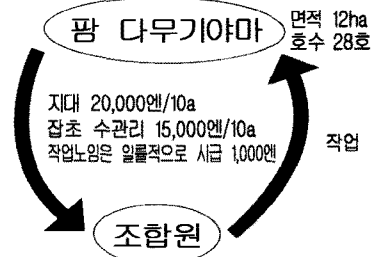 팜 다무기야마
면적 12ha
호수 28호
지대 20,000엔/10a
잡초 수관리 15,000엔/10a
작업노임은 일률적으로 시급 1,000엔
작업
조합원